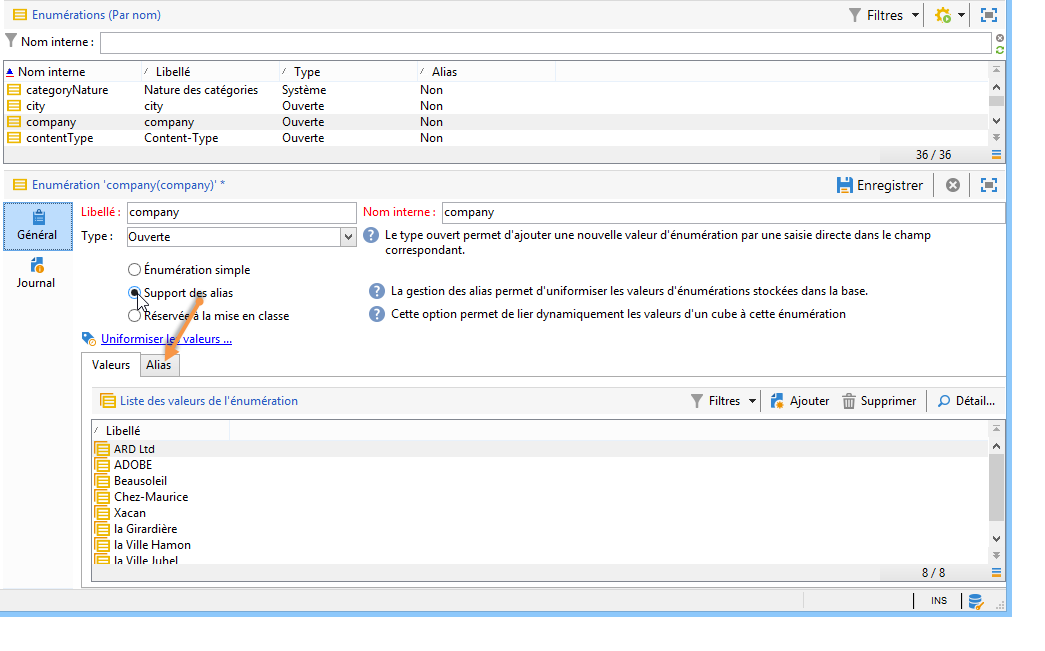 Enumérations (Par nom)
Filtres
Nom interne :
Nom interne Libellé Type Alias
categoryNature Nature des catégories Système Non
city city Ouverte Non
company company Ouverte Non
contentType Content-Type Ouverte Non
36 / 36
Enumération 'company(company)' *
Enregistrer
Général
Journal
Libellé : company Nom interne : company
Type : Ouverte
Le type ouvert permet d'ajouter une nouvelle valeur d'énumération par une saisie directe dans le champ
correspondant.
Énumération simple
Support des alias La gestion des alias permet d'uniformiser les valeurs d'énumérations stockées dans la base.
Réservée à la mise en classe Cette option permet de lier dynamiquement les valeurs d'un cube à cette énumération
Uniformiser les valeurs ...
Valeurs Alias
Liste des valeurs de l'énumération Filtres Ajouter Supprimer Détail...
Libellé
ARD Ltd
ADOBE
Beausoleil
Chez-Maurice
Xacan
la Girardière
la Ville Hamon
la Ville Juhel
8 / 8
INS